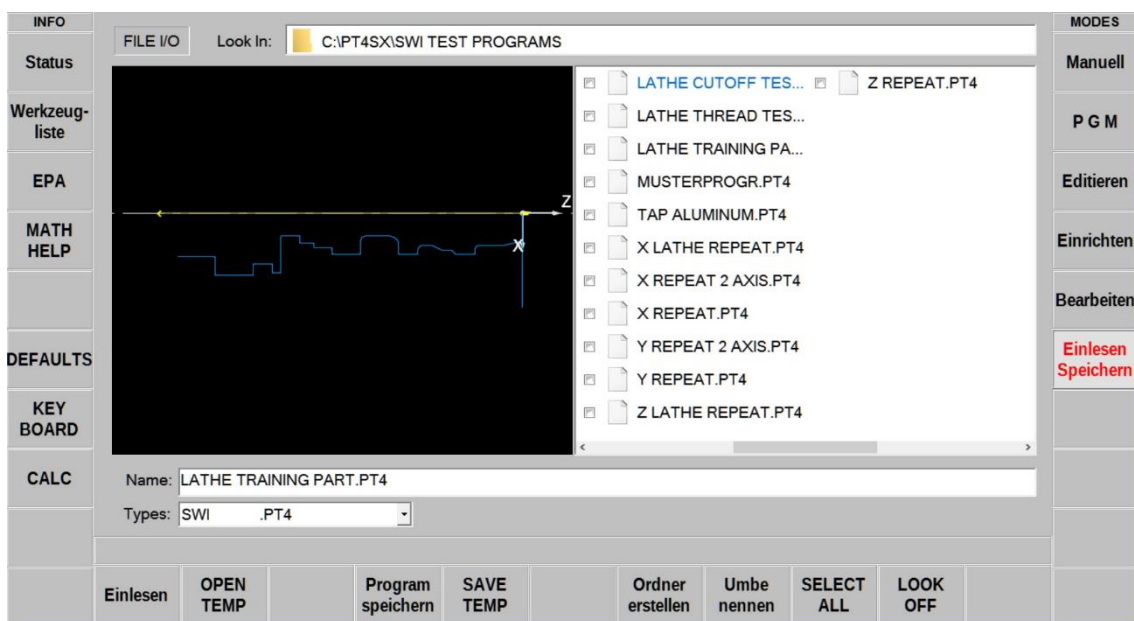 INFO
Status
Werkzeug-
liste
EPA
MATH
HELP
DEFAULTS
KEY
BOARD
CALC
FILE I/O
Look In:
C:\PT4SX\SWI TEST PROGRAMS
Z
X
LATHE CUTOFF TES...
LATHE THREAD TES...
LATHE TRAINING PA...
MUSTERPROGR.PT4
TAP ALUMINUM.PT4
X LATHE REPEAT.PT4
X REPEAT 2 AXIS.PT4
X REPEAT.PT4
Y REPEAT 2 AXIS.PT4
Y REPEAT.PT4
Z LATHE REPEAT.PT4
Z REPEAT.PT4
Name: LATHE TRAINING PART.PT4
Types: SWI .PT4
Einlesen
OPEN
TEMP
Program
speichern
SAVE
TEMP
Ordner
erstellen
Umbe
nennen
SELECT
ALL
LOOK
OFF
MODES
Manuell
P G M
Editieren
Einrichten
Bearbeiten
Einlesen
Speichern